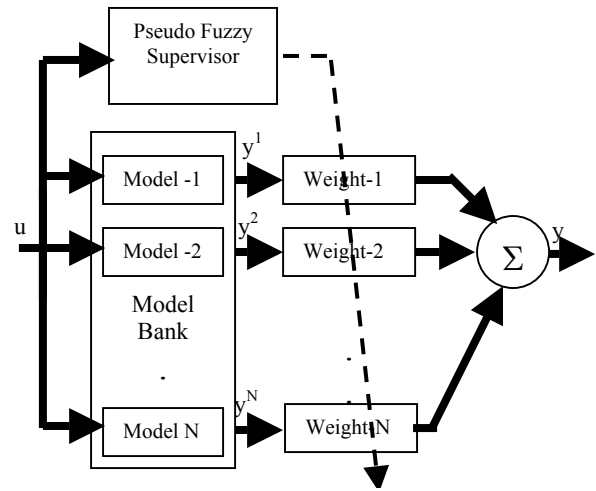 Pseudo Fuzzy
Supervisor
y¹
Model -1
Weight-1
u
y²
y
Model -2
Weight-2
Σ
Model
Bank
.
.
.
yᴺ
Model N
Weight-N